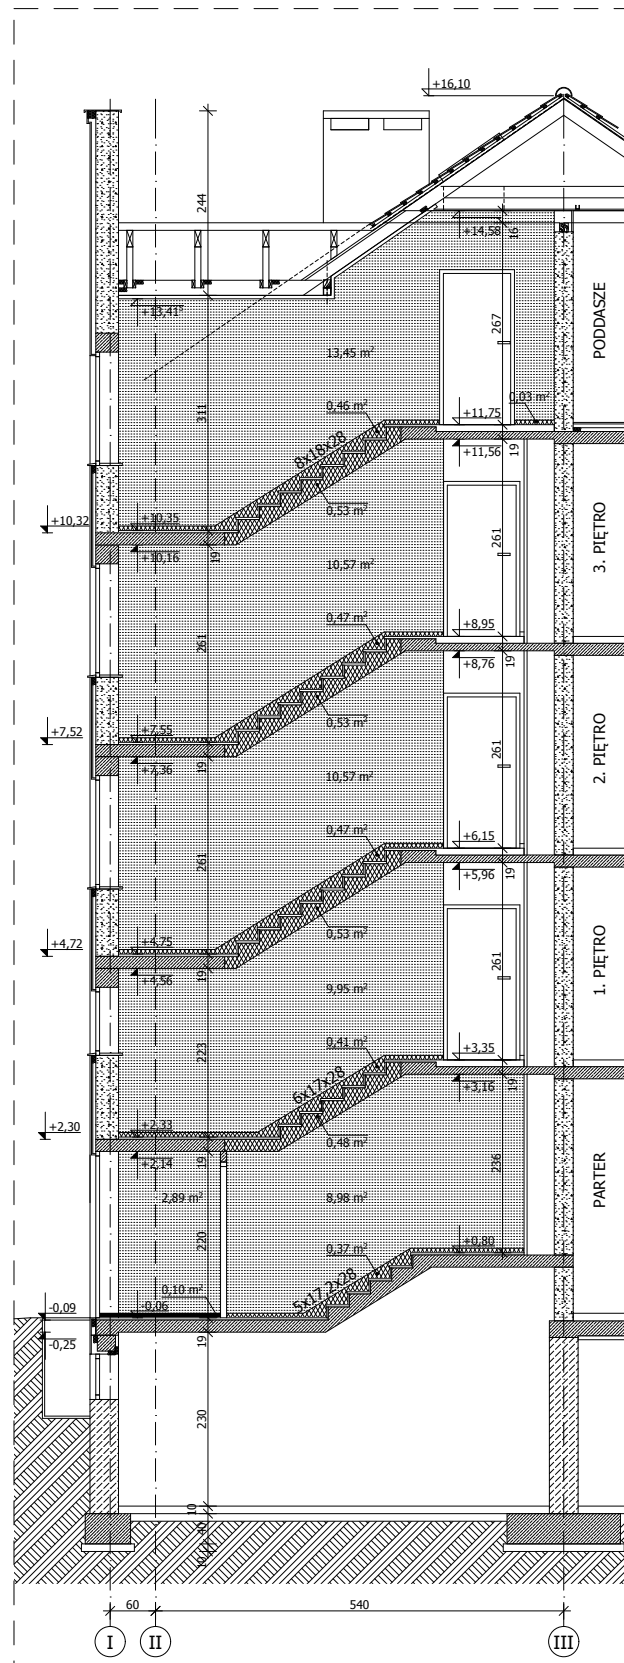 +16,10
244
+14,58
16
+13,41⁵
267
PODDASZE
13,45 m²
0,03 m²
0,46 m²
+11,75
311
8x18x28
+11,56
19
+10,32
+10,35
0,53 m²
261
3. PIĘTRO
+10,16
19
10,57 m²
0,47 m²
+8,95
261
+8,76
19
+7,52
+7,55
0,53 m²
261
2. PIĘTRO
+7,36
19
10,57 m²
0,47 m²
+6,15
261
+5,96
19
+4,72
+4,75
0,53 m²
261
1. PIĘTRO
+4,56
19
9,95 m²
0,41 m²
+3,35
223
6x17x28
+3,16
19
+2,30
+2,33
0,48 m²
+2,14
19
236
PARTER
2,89 m²
8,98 m²
220
0,37 m²
+0,80
5x17,2x28
0,10 m²
-0,09
-0,06
-0,25
19
230
10
40
10
60
540
I
II
III